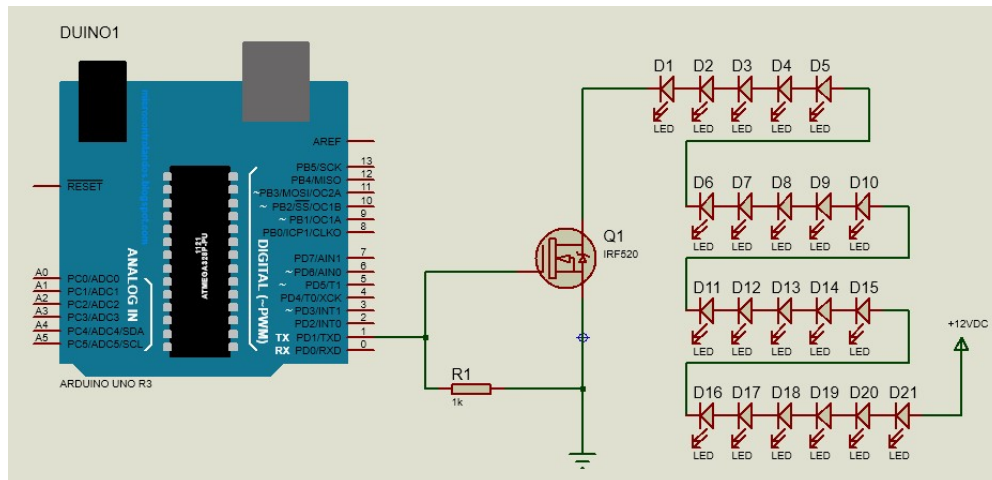 DUINO1
microcontrolandos.blogspot.com
AREF
RESET
PB5/SCK 13
PB4/MISO 12
~PB3/MOSI/OC2A 11
~ PB2/SS/OC1B 10
~ PB1/OC1A 9
PB0/ICP1/CLKO 8
PD7/AIN1 7
~ PD6/AIN0 6
~ PD5/T1 5
PD4/T0/XCK 4
~ PD3/INT1 3
PD2/INT0 2
TX PD1/TXD 1
RX PD0/RXD 0
DIGITAL (~PWM)
ANALOG IN
1121
ATMEGA328P-PU
A0 PC0/ADC0
A1 PC1/ADC1
A2 PC2/ADC2
A3 PC3/ADC3
A4 PC4/ADC4/SDA
A5 PC5/ADC5/SCL
ARDUINO UNO R3
R1
1k
Q1
IRF520
D1 D2 D3 D4 D5
LED LED LED LED LED
D6 D7 D8 D9 D10
LED LED LED LED LED
D11 D12 D13 D14 D15
LED LED LED LED LED
+12VDC
D16 D17 D18 D19 D20 D21
LED LED LED LED LED LED